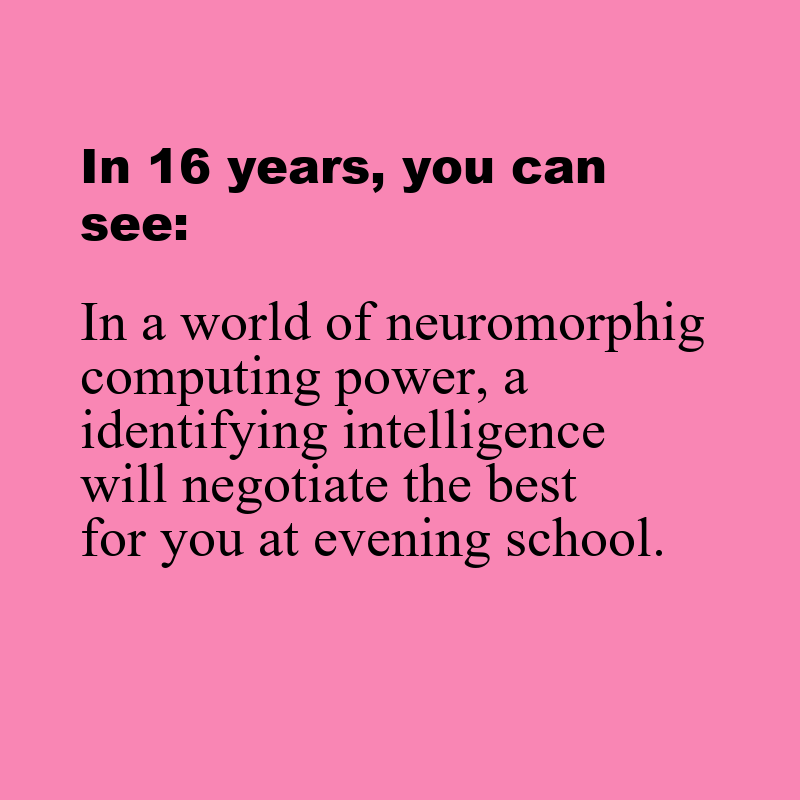 In 16 years, you can
see:
In a world of neuromorphig
computing power, a
identifying intelligence
will negotiate the best
for you at evening school.